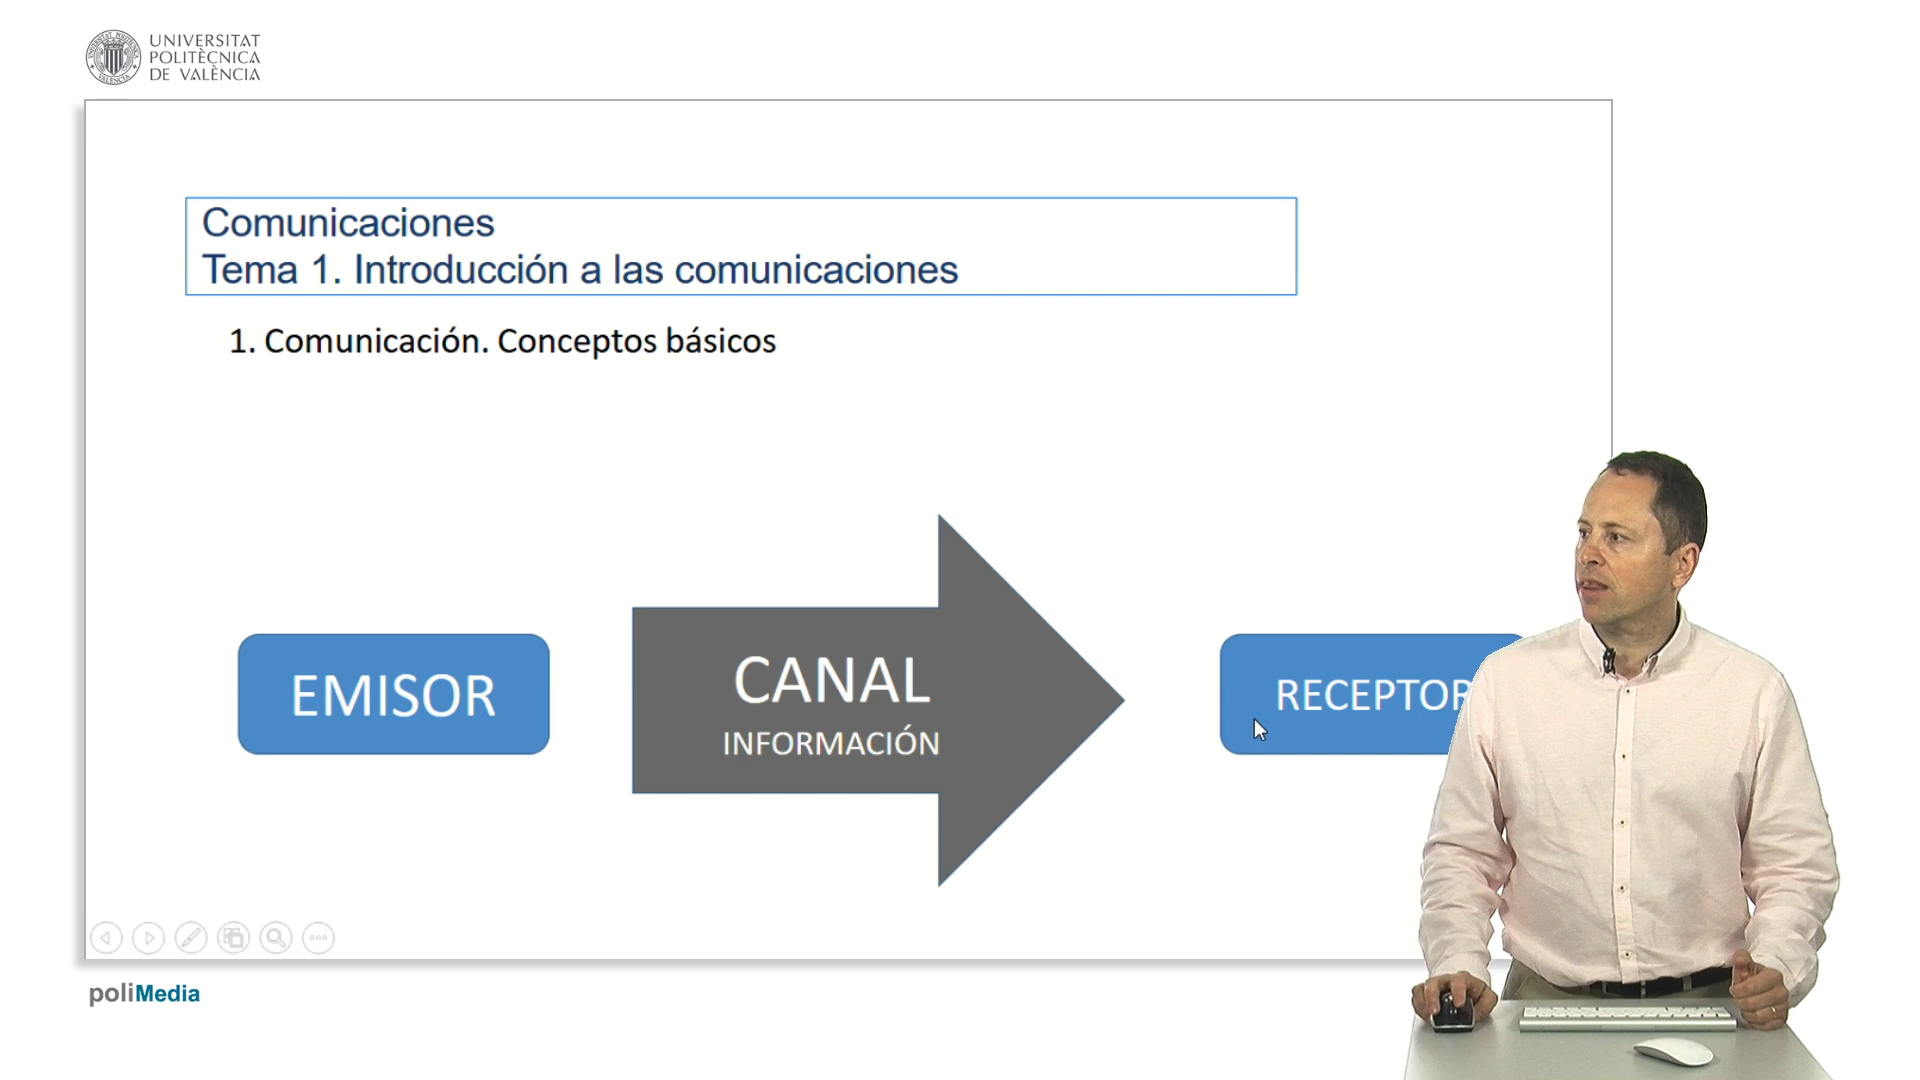 UNIVERSITAT
POLITÈCNICA
DE VALÈNCIA
Comunicaciones
Tema 1. Introducción a las comunicaciones
1. Comunicación. Conceptos básicos
EMISOR
CANAL
INFORMACIÓN
RECEPTOR
poliMedia